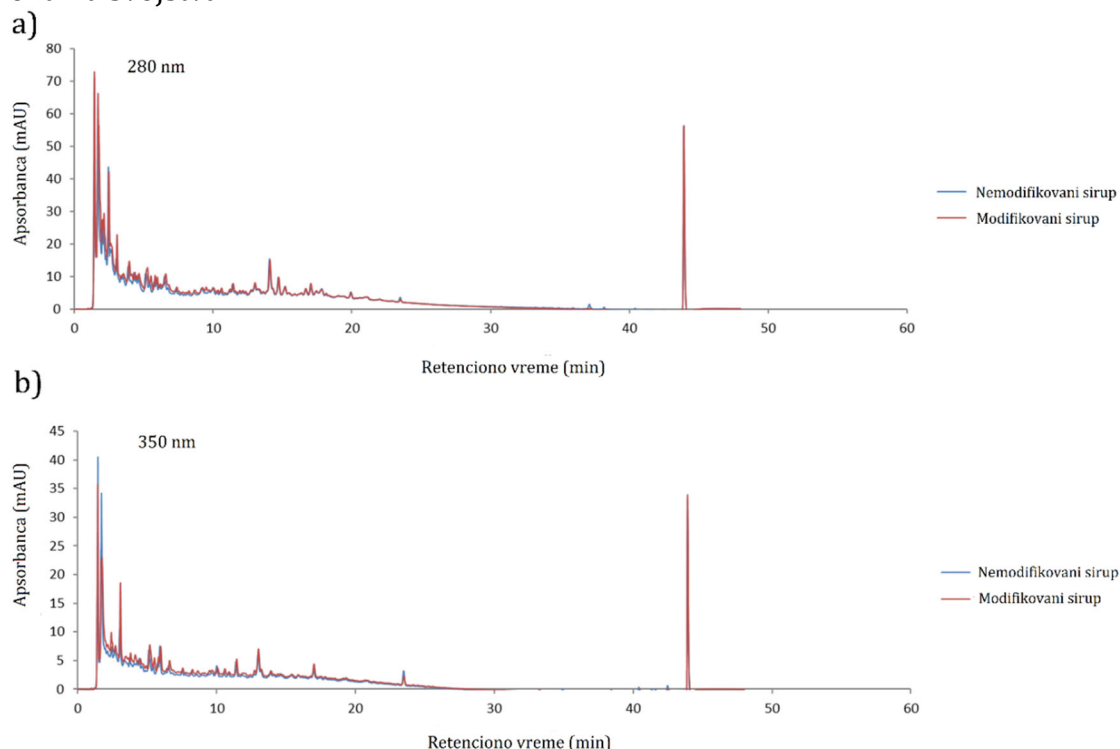 a)
80
280 nm
70
60
50
40
30
20
10
0
Apsorbanca (mAU)
0 10 20 30 40 50 60
Retenciono vreme (min)
Nemodifikovani sirup
Modifikovani sirup
b)
45
350 nm
40
35
30
25
20
15
10
5
0
Apsorbanca (mAU)
0 10 20 30 40 50 60
Retenciono vreme (min)
Nemodifikovani sirup
Modifikovani sirup